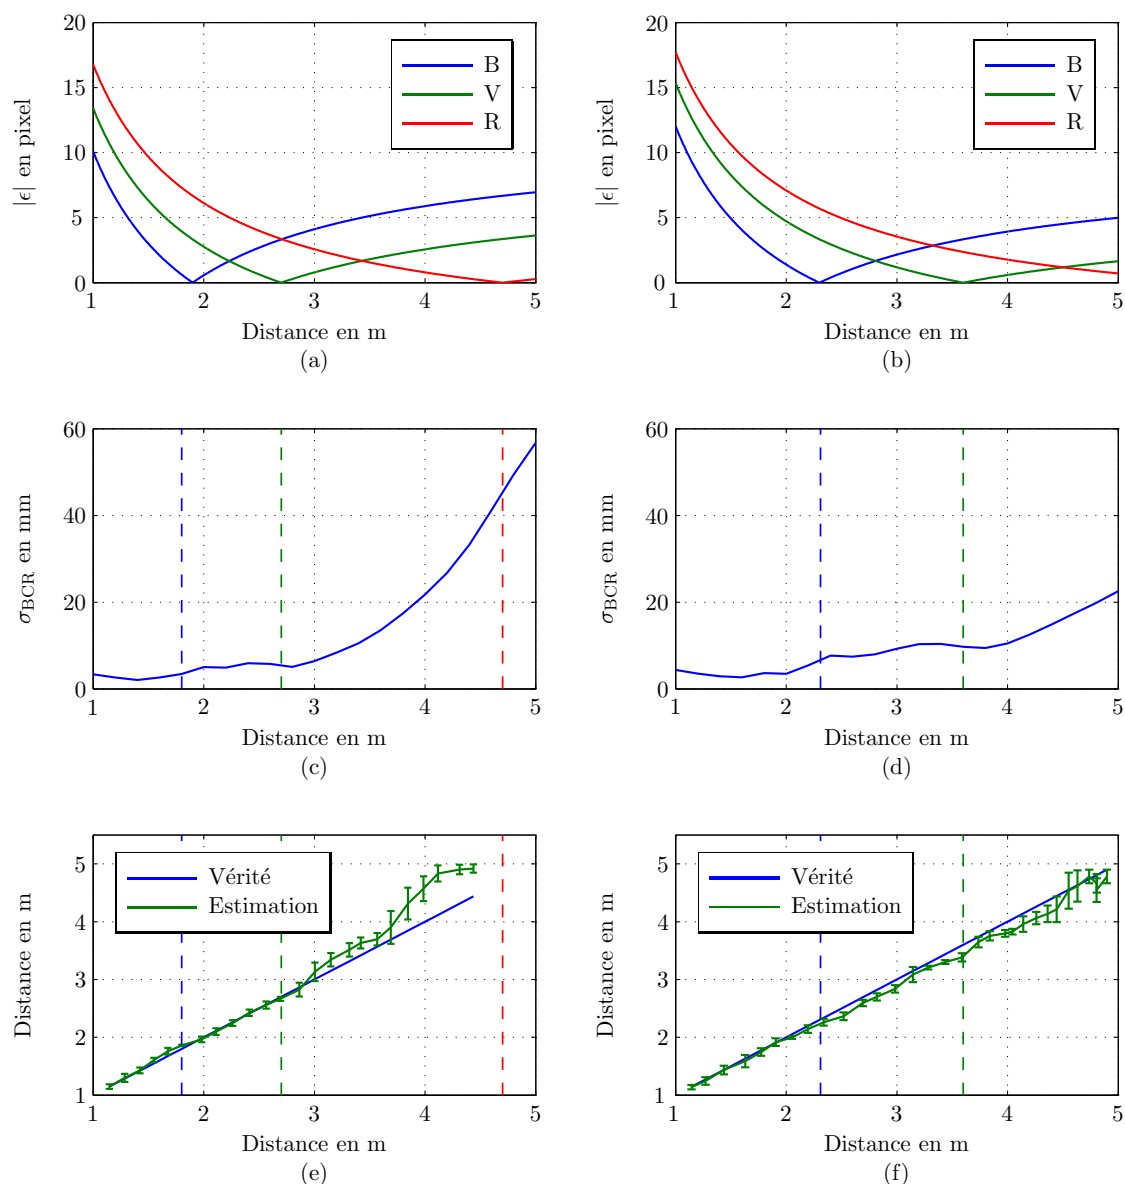 20
15
10
5
0
|ϵ| en pixel
B
V
R
1 2 3 4 5
Distance en m
(a)
20
15
10
5
0
|ϵ| en pixel
B
V
R
1 2 3 4 5
Distance en m
(b)
60
40
20
0
σBCR en mm
1 2 3 4 5
Distance en m
(c)
60
40
20
0
σBCR en mm
1 2 3 4 5
Distance en m
(d)
5
4
3
2
1
Distance en m
Vérité
Estimation
1 2 3 4 5
Distance en m
(e)
5
4
3
2
1
Distance en m
Vérité
Estimation
1 2 3 4 5
Distance en m
(f)